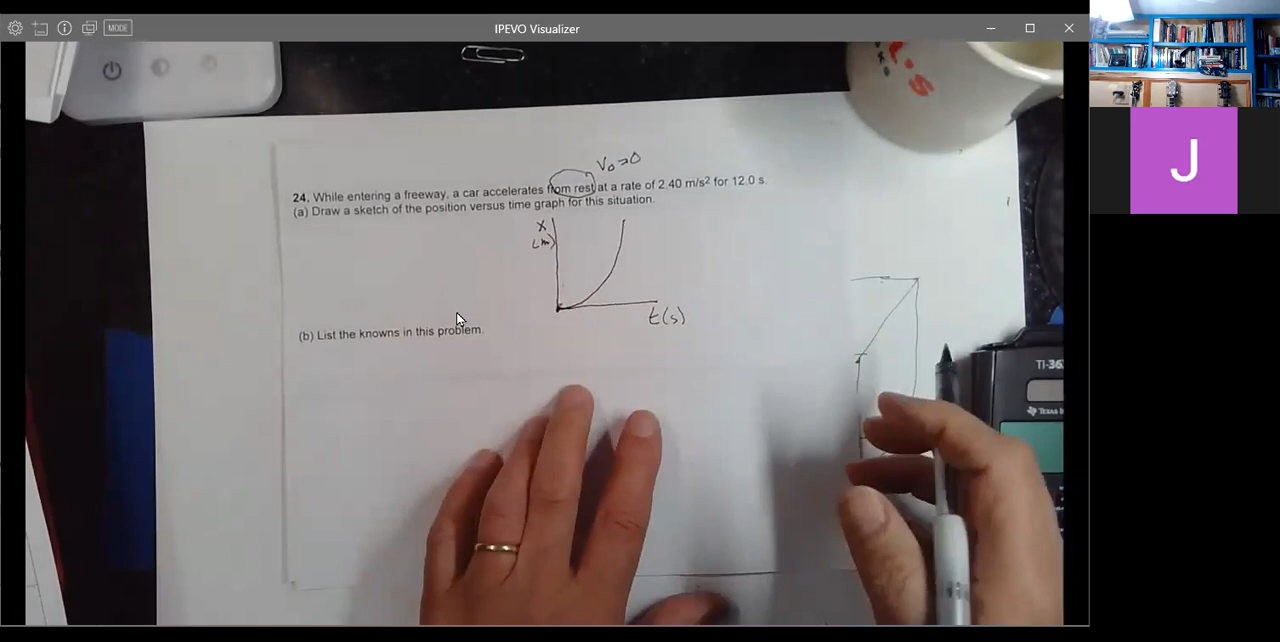 IPEVO Visualizer
MODE
V₀=0
24. While entering a freeway, a car accelerates from rest at a rate of 2.40 m/s² for 12.0 s.
(a) Draw a sketch of the position versus time graph for this situation.
X
(m)
t(s)
(b) List the knowns in this problem.
TI-36
TEXAS
J